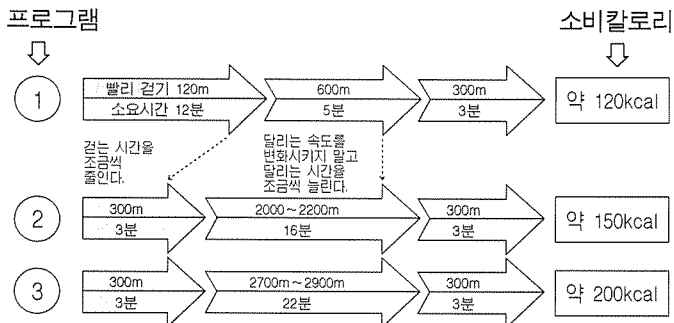 프로그램
소비칼로리
1
빨리 걷기 120m
소요시간 12분
600m
5분
300m
3분
약 120kcal
걷는 시간을
조금씩
줄인다.
달리는 속도를
변화시키지 말고
달리는 시간을
조금씩 늘린다.
2
300m
3분
2000~2200m
16분
300m
3분
약 150kcal
3
300m
3분
2700m~2900m
22분
300m
3분
약 200kcal